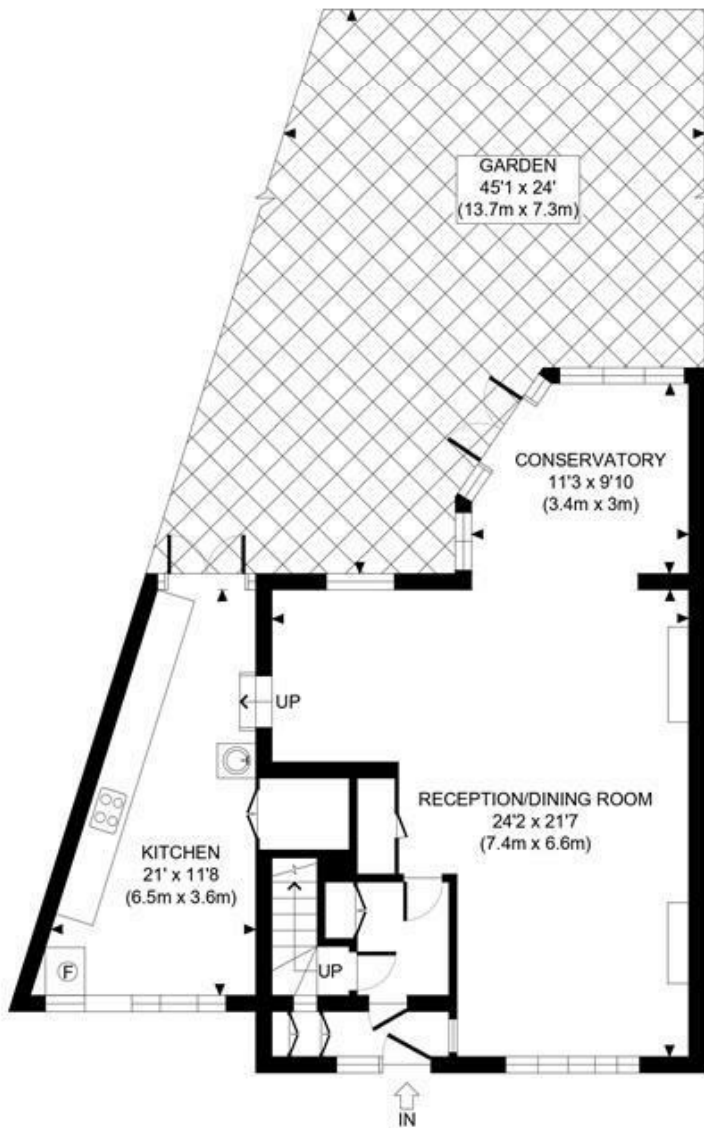 GARDEN
45'1 x 24'
(13.7m x 7.3m)
CONSERVATORY
11'3 x 9'10
(3.4m x 3m)
UP
RECEPTION/DINING ROOM
24'2 x 21'7
(7.4m x 6.6m)
KITCHEN
21' x 11'8
(6.5m x 3.6m)
F
UP
IN